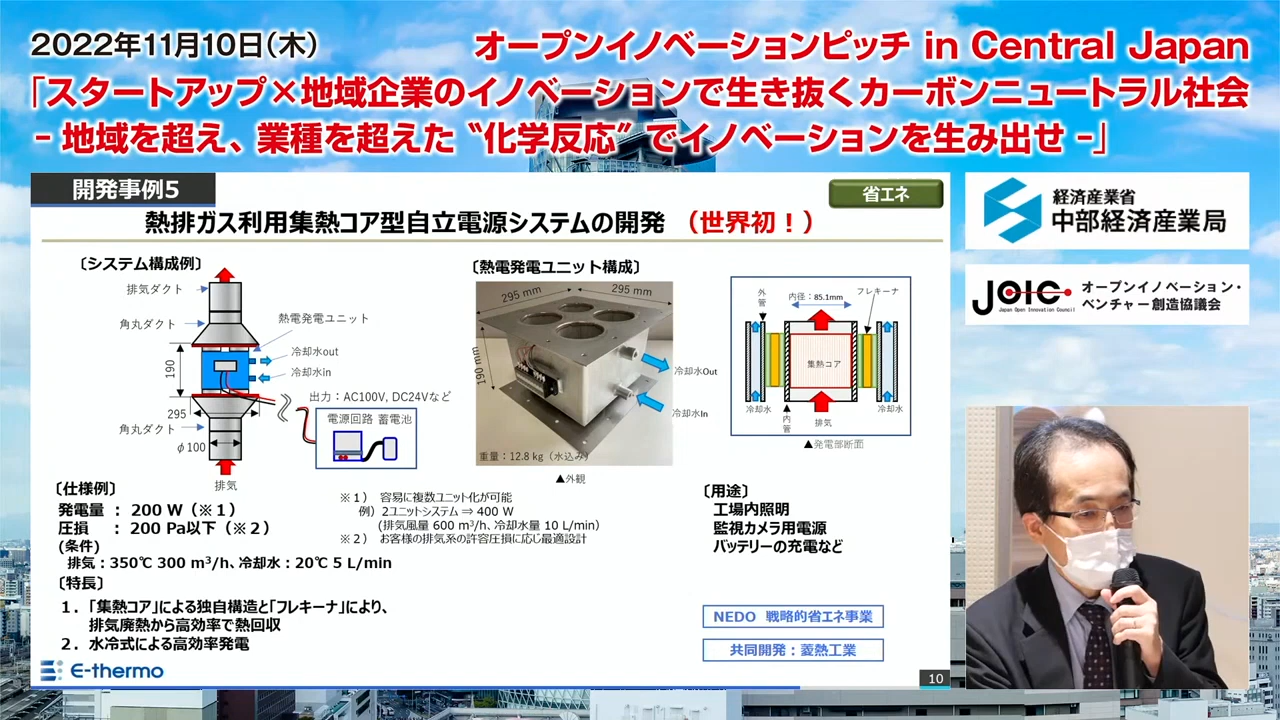 2022年11月10日(木)
オープンイノベーションピッチ in Central Japan
「スタートアップ×地域企業のイノベーションで生き抜くカーボンニュートラル社会
– 地域を超え、業種を超えた〝化学反応〟でイノベーションを生み出せ –」
開発事例5
省エネ
熱排ガス利用集熱コア型自立電源システムの開発 （世界初！）
〔システム構成例〕
排気ダクト
角丸ダクト
熱電発電ユニット
冷却水out
冷却水in
190
295
出力：AC100V, DC24Vなど
電源回路 蓄電池
角丸ダクト
φ100
排気
〔熱電発電ユニット構成〕
295 mm
295 mm
190 mm
冷却水Out
冷却水In
重量：12.8 kg（水込み）
▲外観
外管
内径：85.1mm
フレキーナ
集熱コア
冷却水
冷却水
内管
排気
▲発電部断面
〔仕様例〕
発電量 ： 200 W（※１）
圧損 ： 200 Pa以下（※２）
(条件)
排気：350℃ 300 m³/h、冷却水：20℃ 5 L/min
※１） 容易に複数ユニット化が可能
例）2ユニットシステム ⇒ 400 W
(排気風量 600 m³/h、冷却水量 10 L/min）
※２） お客様の排気系の許容圧損に応じ最適設計
〔用途〕
工場内照明
監視カメラ用電源
バッテリーの充電など
〔特長〕
１．「集熱コア」による独自構造と「フレキーナ」により、
排気廃熱から高効率で熱回収
２．水冷式による高効率発電
NEDO 戦略的省エネ事業
共同開発：菱熱工業
E-thermo
10
経済産業省
中部経済産業局
JOIC
Japan Open Innovation Council
オープンイノベーション・
ベンチャー創造協議会